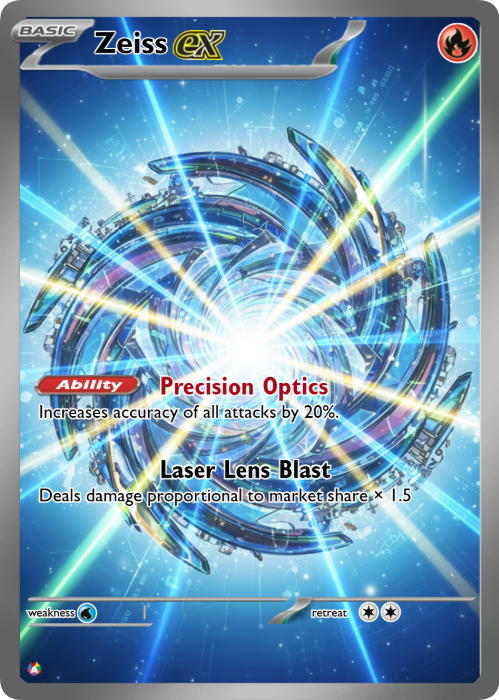 BASIC
Zeiss ex
Ability Precision Optics
Increases accuracy of all attacks by 20%.
Laser Lens Blast
Deals damage proportional to market share × 1.5
weakness retreat
A